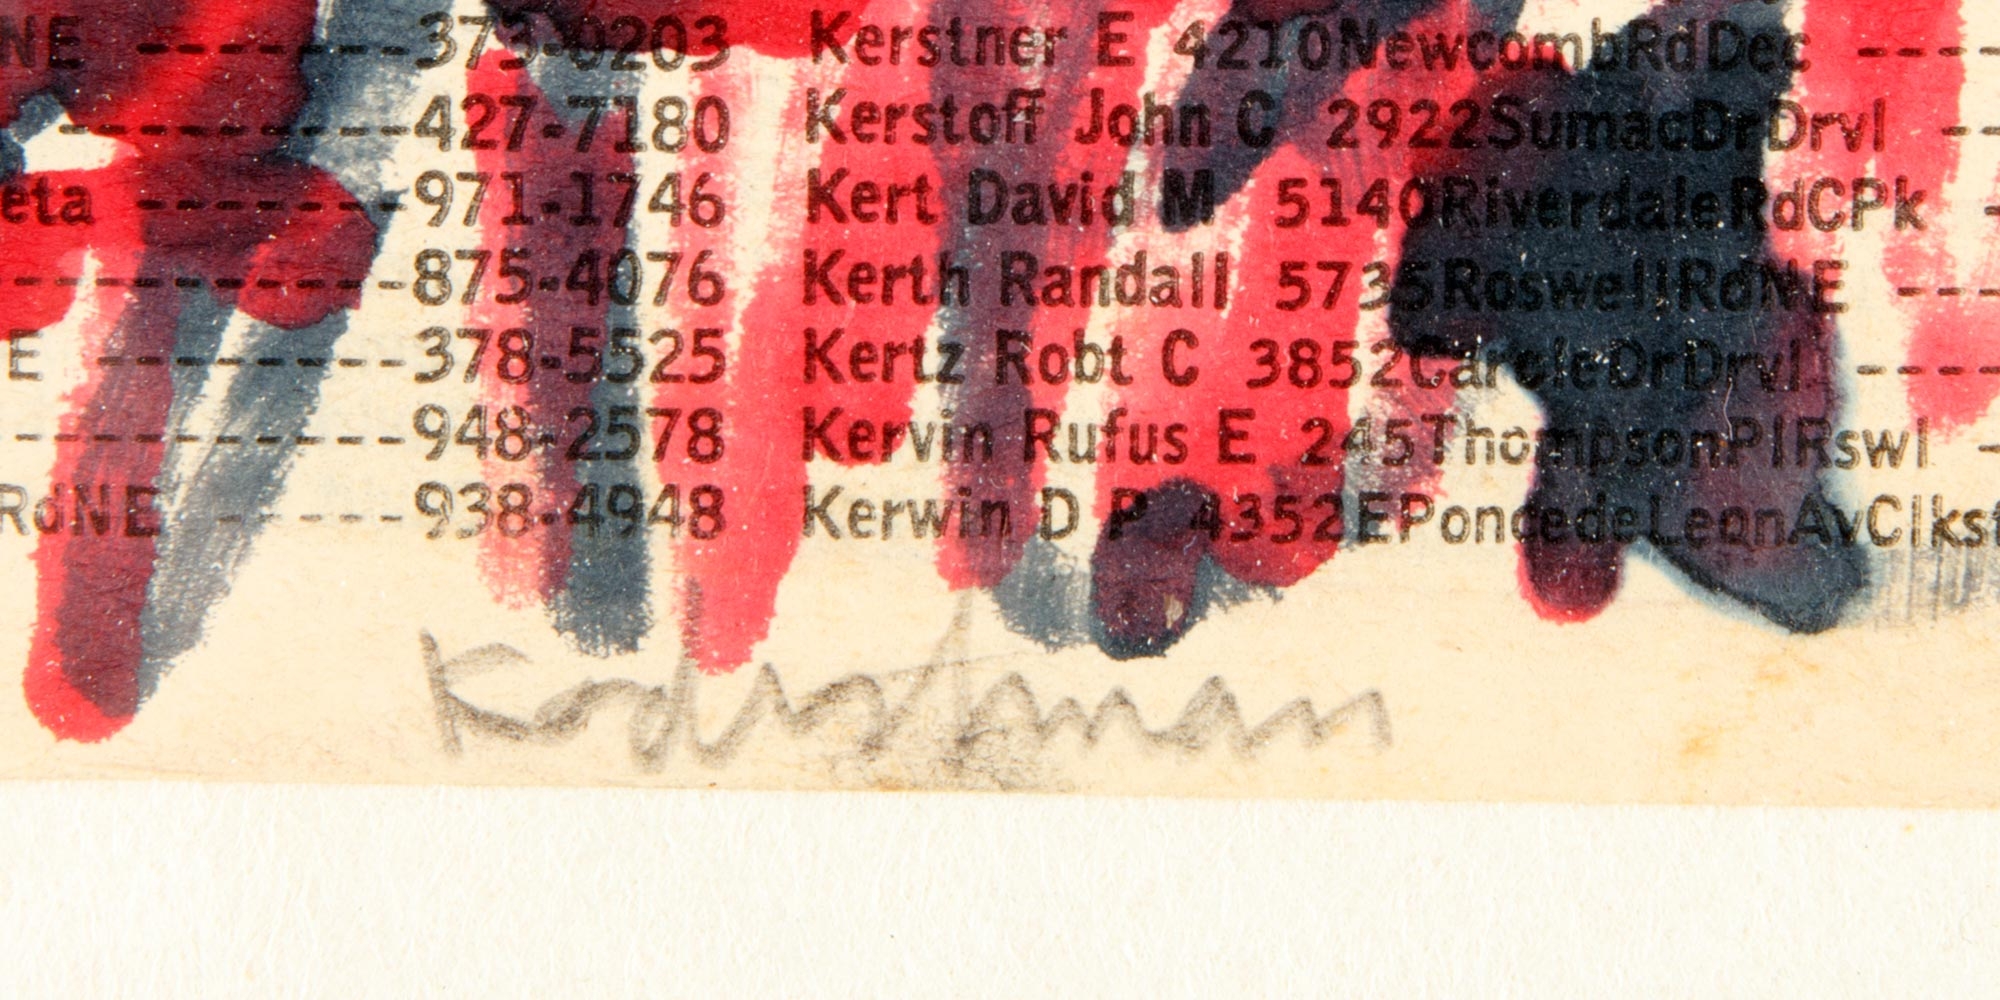 NE --------373-0203 Kerstner E 4210NewcombRdDec ---
-----------427-7180 Kerstoff John C 2922SumacDrDrvl --
eta --------971-1746 Kert David M 5140RiverdaleRdCPk -
------------875-4076 Kerth Randall 5735RoswellRdNE ---
E ---------378-5525 Kertz Robt C 3852CarcleDrDrvl ----
------------948-2578 Kervin Rufus E 245ThompsonPlRswl -
RdNE ------938-4948 Kerwin D P 4352EPoncedeLeonAvClkst